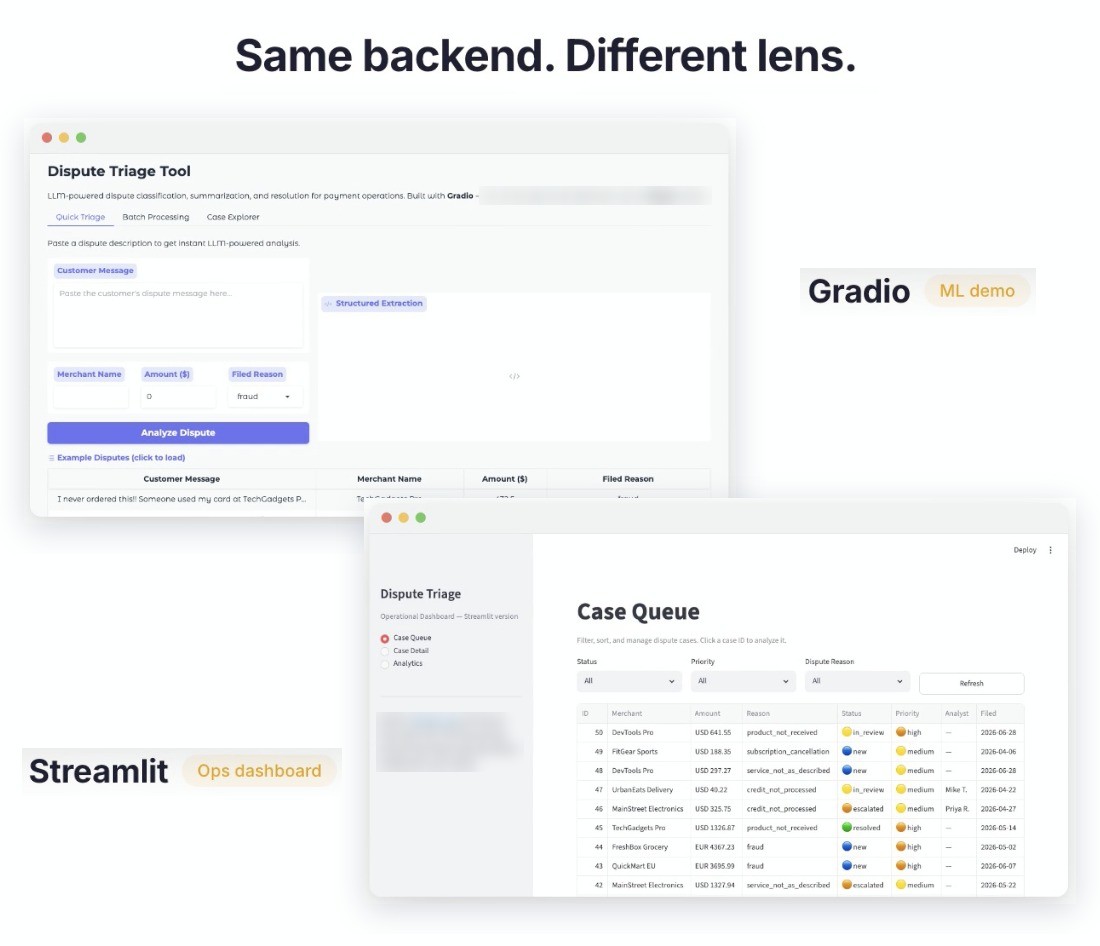 Same backend. Different lens.
Dispute Triage Tool
LLM-powered dispute classification, summarization, and resolution for payment operations. Built with Gradio -
Quick Triage Batch Processing Case Explorer
Paste a dispute description to get instant LLM-powered analysis.
Customer Message
Paste the customer's dispute message here...
</> Structured Extraction
</>
Merchant Name Amount ($) Filed Reason
0 fraud
Analyze Dispute
Example Disputes (click to load)
Customer Message Merchant Name Amount ($) Filed Reason
I never ordered this!! Someone used my card at TechGadgets P...
Gradio ML demo
Streamlit Ops dashboard
Deploy
Dispute Triage
Operational Dashboard — Streamlit version
Case Queue
Case Detail
Analytics
Case Queue
Filter, sort, and manage dispute cases. Click a case ID to analyze it.
Status Priority Dispute Reason
All All All Refresh
ID Merchant Amount Reason Status Priority Analyst Filed
50 DevTools Pro USD 641.55 product_not_received in_review high — 2026-06-28
49 FitGear Sports USD 188.35 subscription_cancellation new medium — 2026-04-06
48 DevTools Pro USD 297.27 service_not_as_described new medium — 2026-06-28
47 UrbanEats Delivery USD 40.22 credit_not_processed in_review medium Mike T. 2026-04-22
46 MainStreet Electronics USD 325.75 credit_not_processed escalated medium Priya R. 2026-04-27
45 TechGadgets Pro USD 1326.87 product_not_received resolved high — 2026-05-14
44 FreshBox Grocery EUR 4367.23 fraud new high — 2026-05-02
43 QuickMart EU EUR 3695.99 fraud new high — 2026-06-07
42 MainStreet Electronics USD 1327.94 service_not_as_described escalated medium — 2026-05-22